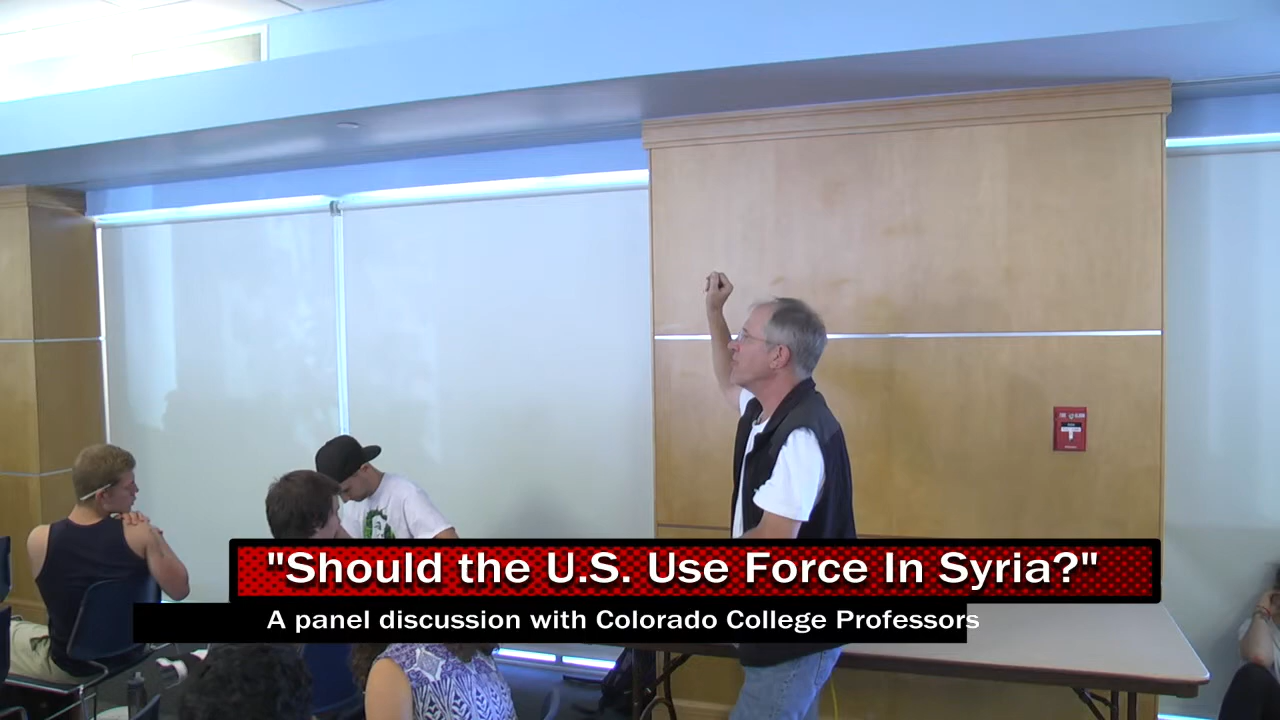 "Should the U.S. Use Force In Syria?"
A panel discussion with Colorado College Professors